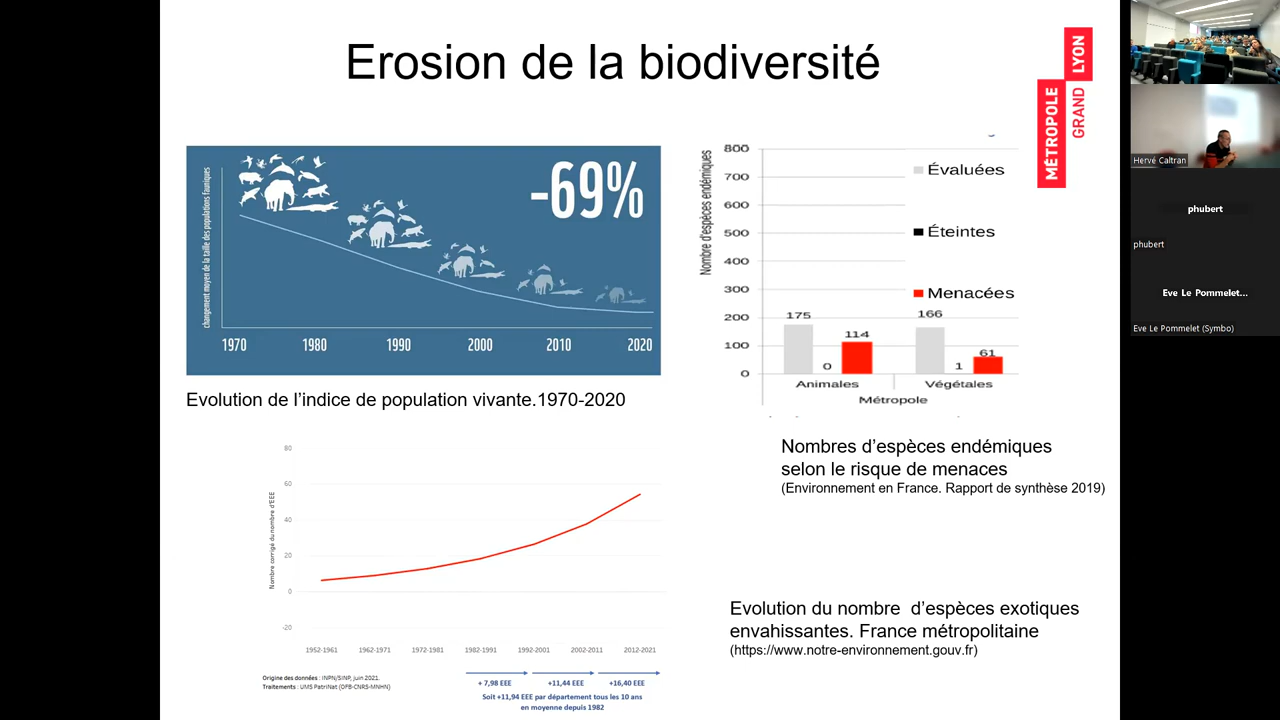 Erosion de la biodiversité
MÉTROPOLE
GRAND LYON
changement moyen de la taille des populations fauniques
-69%
1970 1980 1990 2000 2010 2020
Evolution de l'indice de population vivante.1970-2020
Nombre d'espèces endémiques
800
700
600
500
400
300
200
100
0
Évaluées
Éteintes
Menacées
175 0 114 166 1 61
Animales Végétales
Métropole
Nombres d'espèces endémiques
selon le risque de menaces
(Environnement en France. Rapport de synthèse 2019)
Nombre corrigé du nombre d'EEE
80
60
40
20
0
-20
1952-1961 1962-1971 1972-1981 1982-1991 1992-2001 2002-2011 2012-2021
Origine des données : INPN/SINP, juin 2021.
Traitements : UMS PatriNat (OFB-CNRS-MNHN)
+ 7,98 EEE +11,44 EEE +16,40 EEE
Soit +11,94 EEE par département tous les 10 ans
en moyenne depuis 1982
Evolution du nombre d'espèces exotiques
envahissantes. France métropolitaine
(https://www.notre-environnement.gouv.fr)
Hervé Caltran
phubert
phubert
Eve Le Pommelet...
Eve Le Pommelet (Symbo)